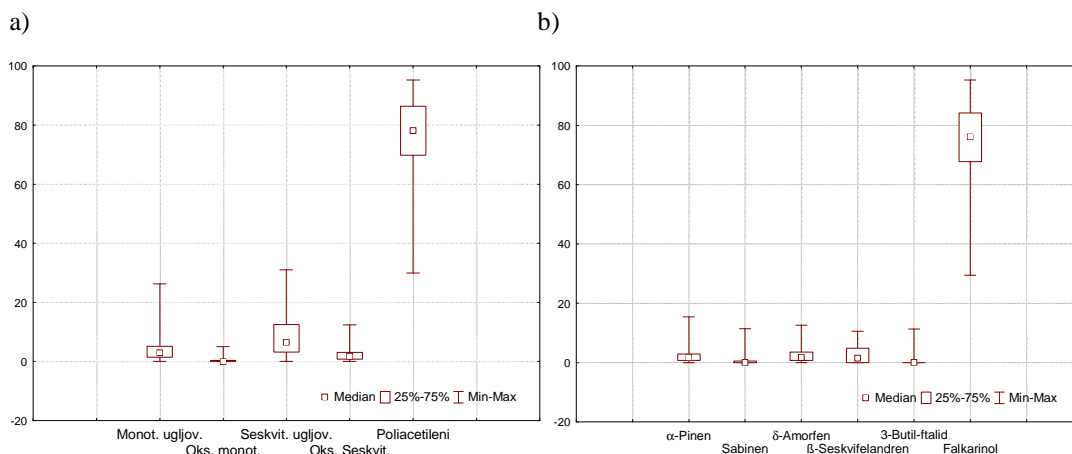 a)
100
80
60
40
20
0
-20
Median 25%-75% Min-Max
Monot. ugljov.
Oks. monot.
Seskvit. ugljov.
Oks. Seskvit.
Poliacetileni
b)
100
80
60
40
20
0
-20
Median 25%-75% Min-Max
α-Pinen
Sabinen
δ-Amorfen
ß-Seskvifelandren
3-Butil-ftalid
Falkarinol